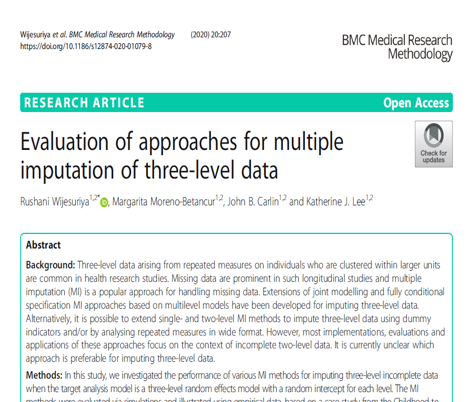 Wijesuriya et al. BMC Medical Research Methodology (2020) 20:207
https://doi.org/10.1186/s12874-020-01079-8
BMC Medical Research
Methodology
RESEARCH ARTICLE Open Access
Evaluation of approaches for multiple
imputation of three-level data
Check for
updates
Rushani Wijesuriya1,2* iD, Margarita Moreno-Betancur1,2, John B. Carlin1,2 and Katherine J. Lee1,2
Abstract
Background: Three-level data arising from repeated measures on individuals who are clustered within larger units
are common in health research studies. Missing data are prominent in such longitudinal studies and multiple
imputation (MI) is a popular approach for handling missing data. Extensions of joint modelling and fully conditional
specification MI approaches based on multilevel models have been developed for imputing three-level data.
Alternatively, it is possible to extend single- and two-level MI methods to impute three-level data using dummy
indicators and/or by analysing repeated measures in wide format. However, most implementations, evaluations and
applications of these approaches focus on the context of incomplete two-level data. It is currently unclear which
approach is preferable for imputing three-level data.
Methods: In this study, we investigated the performance of various MI methods for imputing three-level incomplete
data when the target analysis model is a three-level random effects model with a random intercept for each level. The MI
methods were evaluated via simulations and illustrated using empirical data, based on a case study from the Childhood to